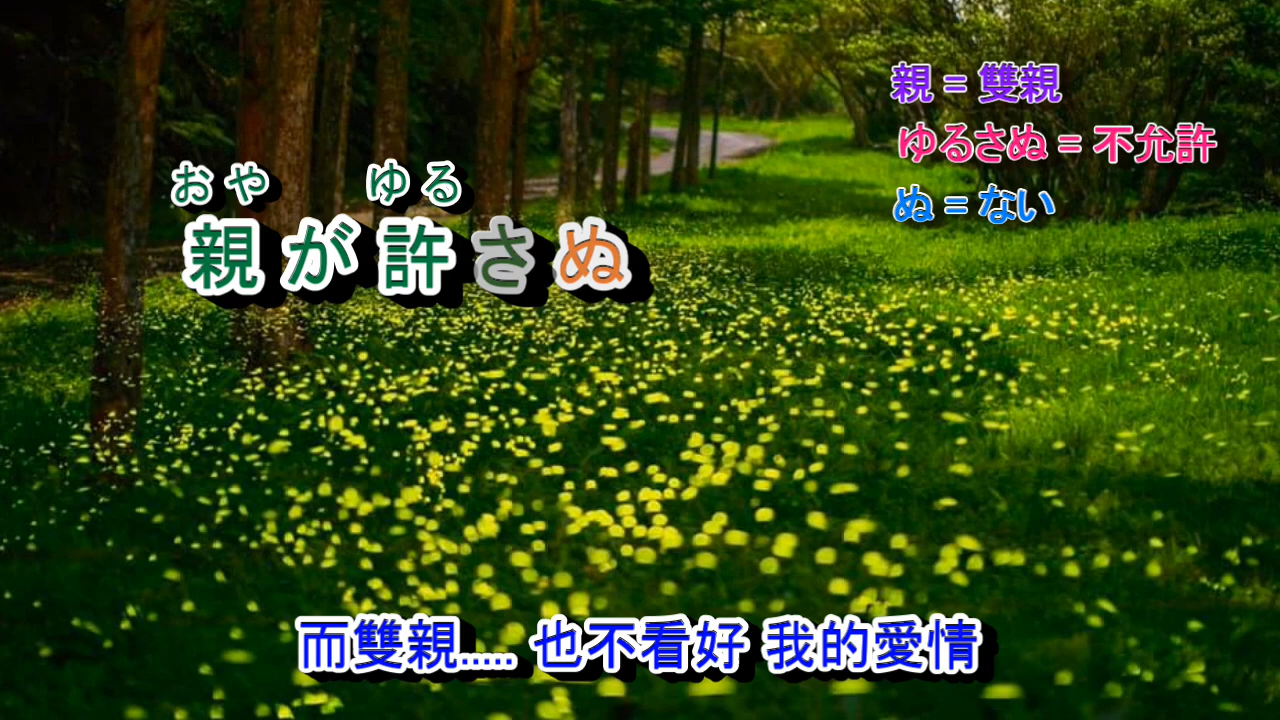 親 = 雙親
ゆるさぬ = 不允許
ぬ = ない
おや ゆる
親が許さぬ
而雙親..... 也不看好 我的愛情